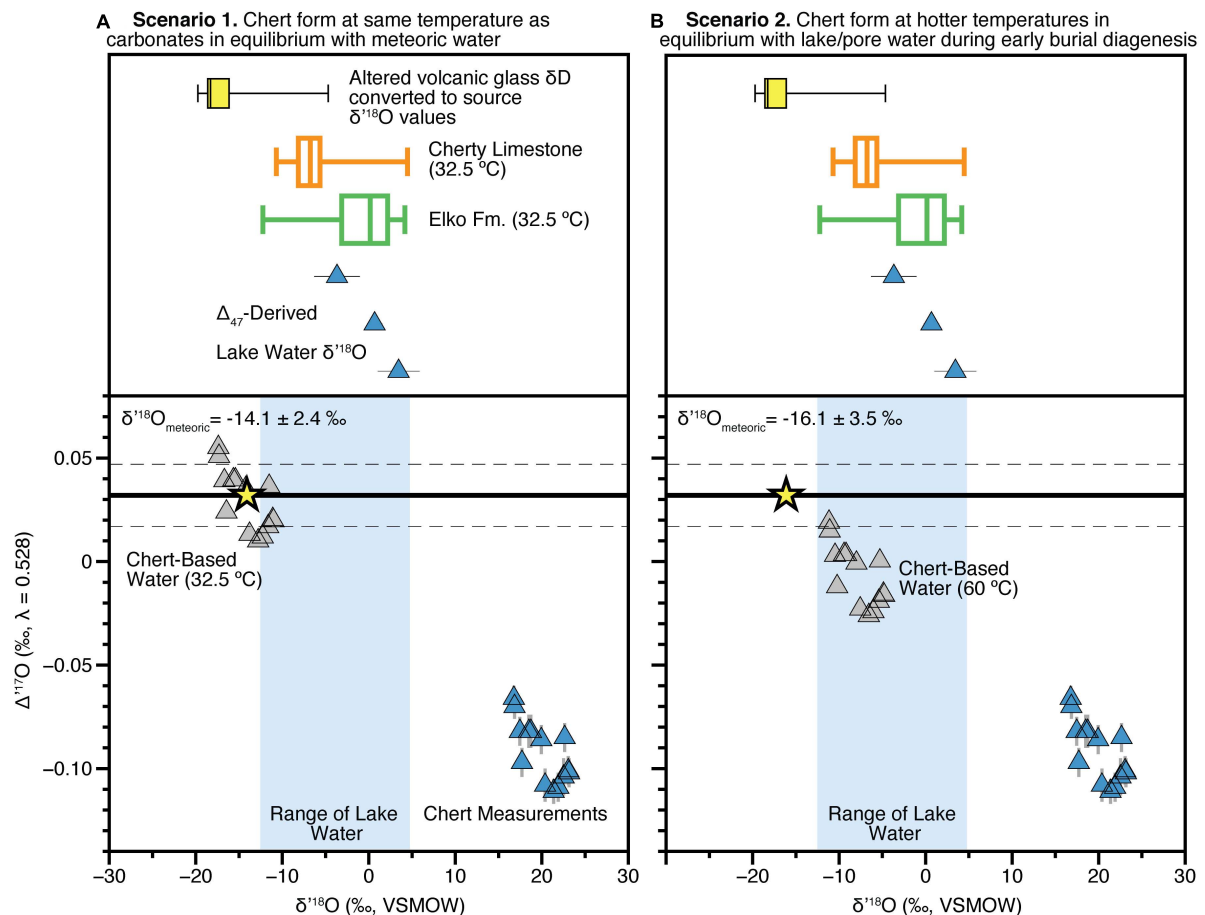 A Scenario 1. Chert form at same temperature as
carbonates in equilibrium with meteoric water
Altered volcanic glass δD
converted to source
δ'¹⁸O values
Cherty Limestone
(32.5 ºC)
Elko Fm. (32.5 ºC)
Δ₄₇-Derived
Lake Water δ'¹⁸O
δ'¹⁸Oₘₑₜₑₒᵣᵢc= -14.1 ± 2.4 ‰
Chert-Based
Water (32.5 ºC)
Range of Lake
Water
Chert Measurements
0.05
0
−0.05
−0.10
Δ'¹⁷O (‰, λ = 0.528)
−30
−20
−10
0
10
20
30
δ'¹⁸O (‰, VSMOW)
B Scenario 2. Chert form at hotter temperatures in
equilibrium with lake/pore water during early burial diagenesis
δ'¹⁸Oₘₑₜₑₒᵣᵢc= -16.1 ± 3.5 ‰
Chert-Based
Water (60 ºC)
Range of Lake
Water
−20
−10
0
10
20
30
δ'¹⁸O (‰, VSMOW)